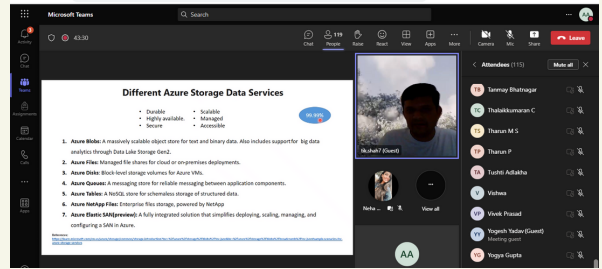 Microsoft Teams
Search
AA
Activity
Chat
Teams
Assignments
Calendar
Calls
Apps
43:30
Chat
119
People
Raise
React
View
Apps
More
Camera
Mic
Share
Leave
Different Azure Storage Data Services
• Durable
• Highly available.
• Secure
• Scalable
• Managed
• Accessible
99.99%
1. Azure Blobs: A massively scalable object store for text and binary data. Also includes support for big data
analytics through Data Lake Storage Gen2.
2. Azure Files: Managed file shares for cloud or on-premises deployments.
3. Azure Disks: Block-level storage volumes for Azure VMs.
4. Azure Queues: A messaging store for reliable messaging between application components.
5. Azure Tables: A NoSQL store for schemaless storage of structured data.
6. Azure NetApp Files: Enterprise files storage, powered by NetApp
7. Azure Elastic SAN(preview): A fully integrated solution that simplifies deploying, scaling, managing, and
configuring a SAN in Azure.
tik.shah7 (Guest)
Neha ...
View all
AA
Attendees (115)
Mute all
TB Tanmay Bhatnagar
TC Thalaikkumaran C
TS Tharun M S
TP Tharun P
TA Tushti Adlakha
V Vishwa
VP Vivek Prasad
YY Yogesh Yadav(Guest)
Meeting guest
YG Yogya Gupta